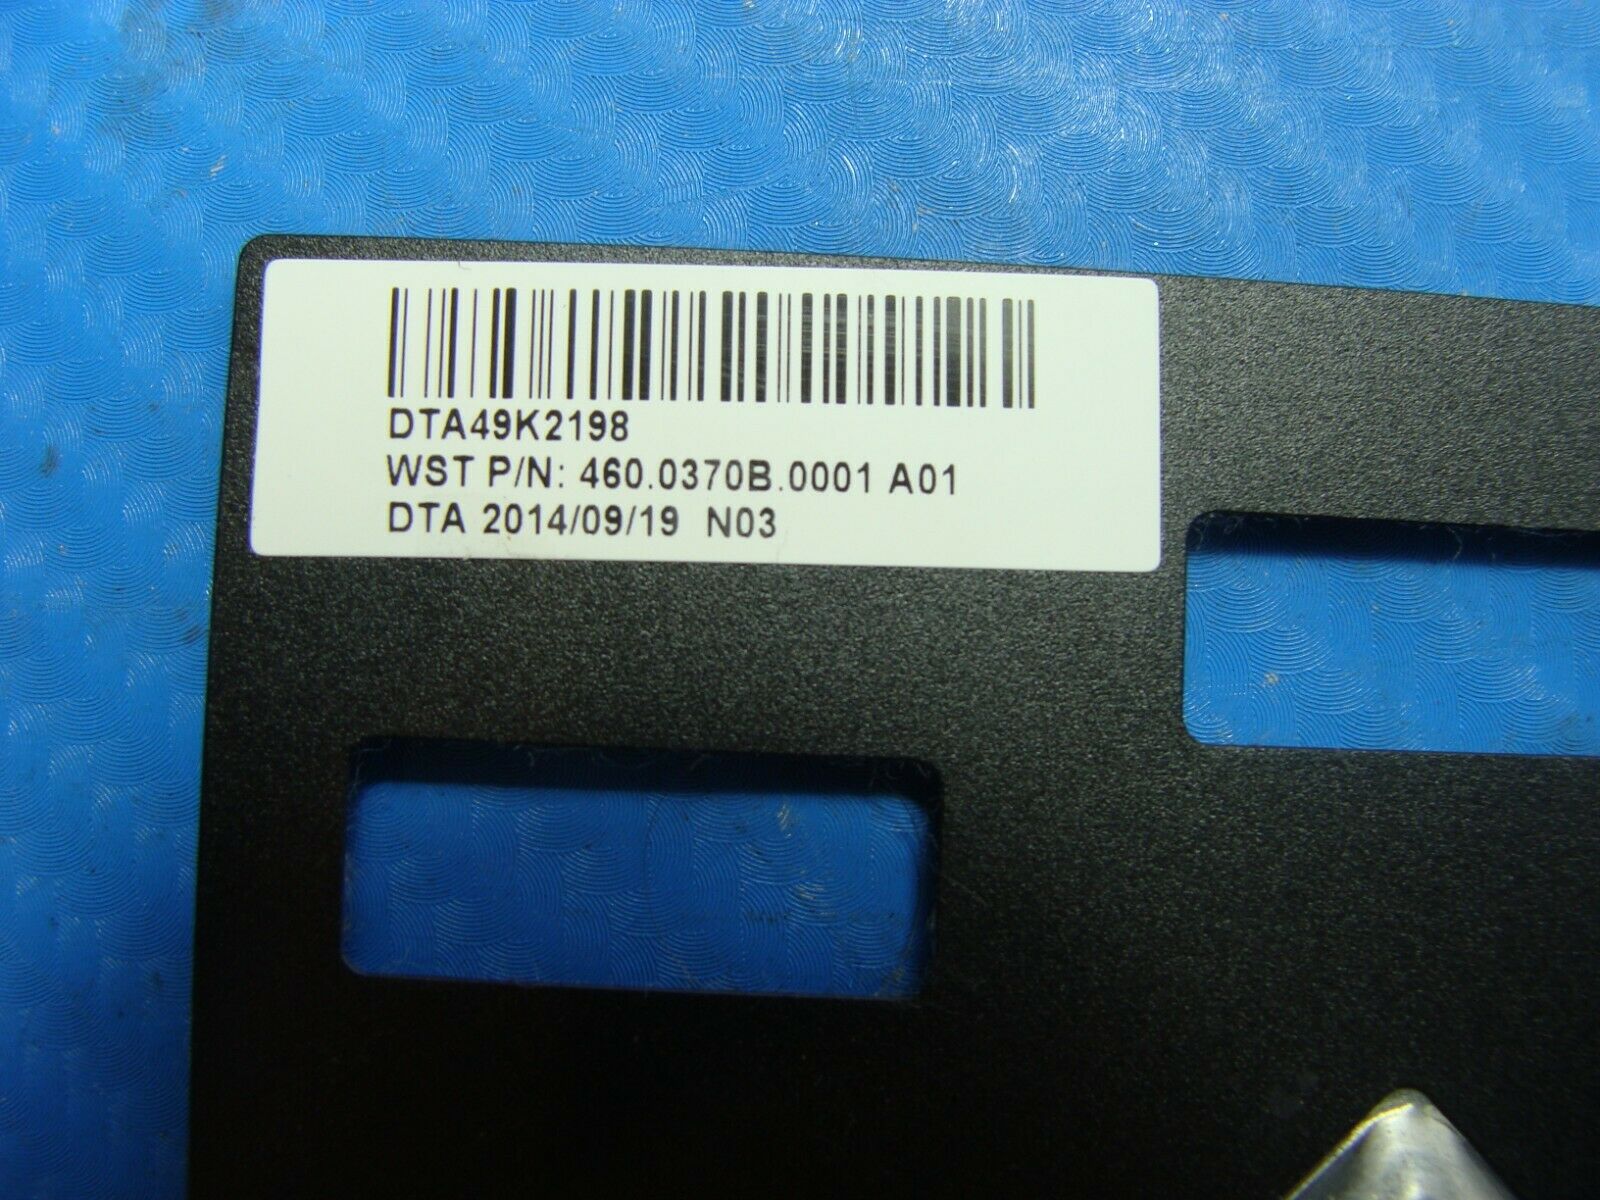 DTA49K2198
WST P/N: 460.0370B.0001 A01
DTA 2014/09/19 N03